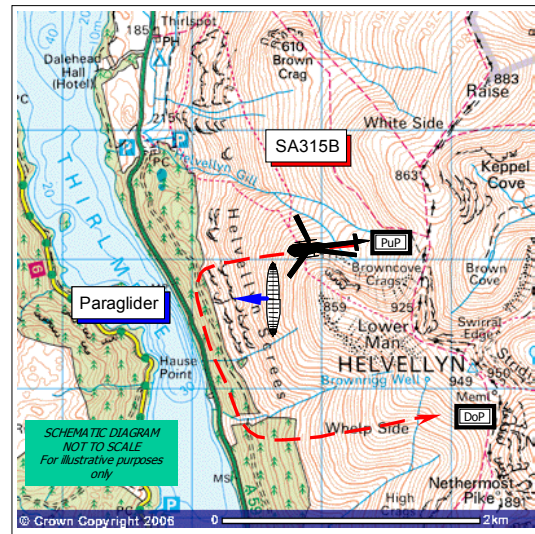 Thirlspot
185
PH
Dalehead
Hall
(Hotel)
610
Brown
Crag
883
Raise
SA315B
White Side
215
PC
Helvellyn Gill
863
Keppel
Cove
THIRLMERE
PuP
Helvellyn Screes
Browncove
Crags
Brown
Cove
Paraglider
859
925
Lower
Man
Swirral
Edge
HELVELLYN
Hause
Point
Brownrigg Well
949
950
Meml
DoP
Whelp Side
SCHEMATIC DIAGRAM
NOT TO SCALE
For illustrative purposes
only
MS
A 591
High
Crags
Nethermost
Pike
891
© Crown Copyright 2006
0
2km